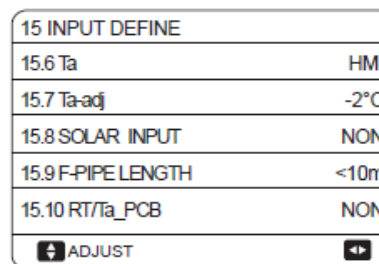 15 INPUT DEFINE
15.6 Ta HM
15.7 Ta-adj -2°C
15.8 SOLAR INPUT NON
15.9 F-PIPE LENGTH <10m
15.10 RT/Ta_PCB NON
ADJUST